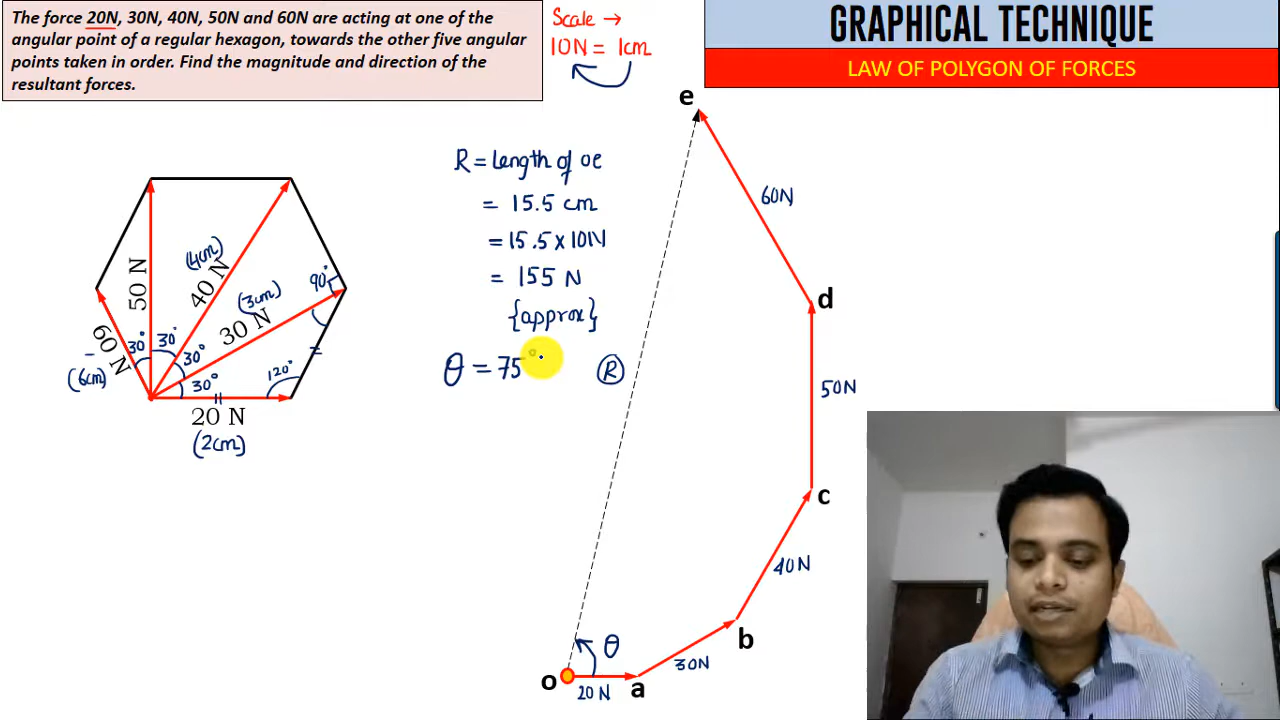 The force 20N, 30N, 40N, 50N and 60N are acting at one of the
angular point of a regular hexagon, towards the other five angular
points taken in order. Find the magnitude and direction of the
resultant forces.
Scale →
10N = 1cm
GRAPHICAL TECHNIQUE
LAW OF POLYGON OF FORCES
e
R = length of oe
= 15.5 cm
= 15.5 x 10N
= 155 N
{approx}
θ = 75°
R
60N
d
50N
c
40N
b
30N
a
20 N
o
θ
50 N
40 N
(4cm)
30 N
(3cm)
90°
60 N
(6cm)
30°
30°
30°
30°
120°
20 N
(2cm)